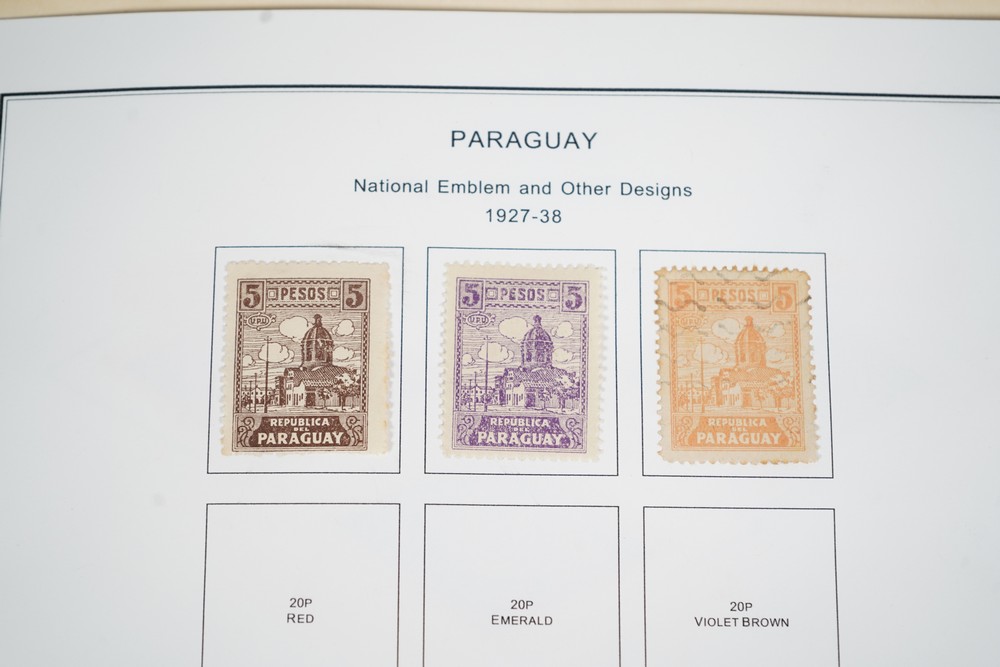 PARAGUAY
National Emblem and Other Designs
1927-38
5 PESOS 5
UPU
REPUBLICA
DEL
PARAGUAY
5 PESOS 5
UPU
REPUBLICA
DEL
PARAGUAY
5 PESOS 5
UPU
REPUBLICA
DEL
PARAGUAY
20P
RED
20P
EMERALD
20P
VIOLET BROWN